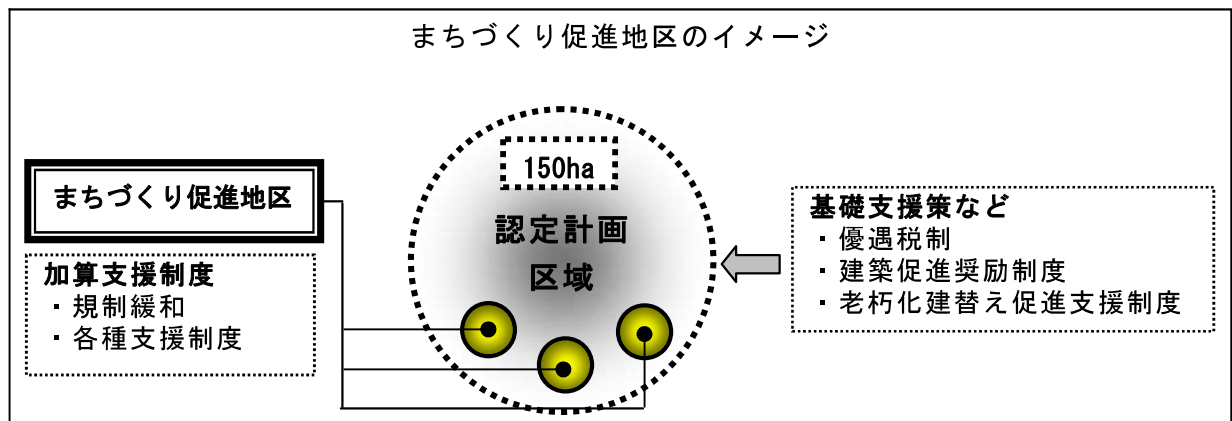 まちづくり促進地区のイメージ
150ha
認定計画
区域
まちづくり促進地区
加算支援制度
・規制緩和
・各種支援制度
基礎支援策など
・優遇税制
・建築促進奨励制度
・老朽化建替え促進支援制度